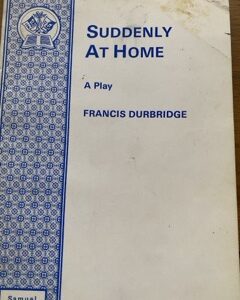 SUDDENLY
AT HOME
A Play
FRANCIS DURBRIDGE
Samuel